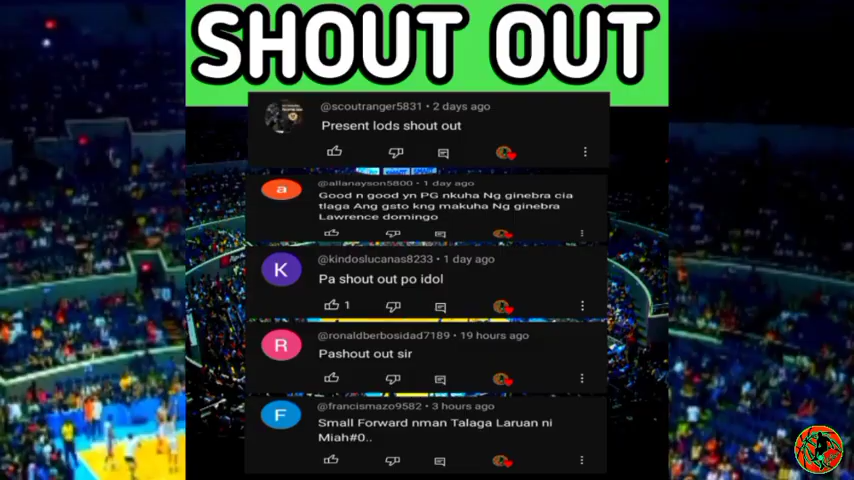 SHOUT OUT
@scoutranger5831 • 2 days ago
Present lods shout out
a
@allanayson5800 • 1 day ago
Good n good yn PG nkuha Ng ginebra cia
tlaga Ang gsto kng makuha Ng ginebra
Lawrence domingo
K
@kindoslucanas8233 • 1 day ago
Pa shout out po idol
1
R
@ronaldberbosidad7189 • 19 hours ago
Pashout out sir
F
@francismazo9582 • 3 hours ago
Small Forward nman Talaga Laruan ni
Miah#0..